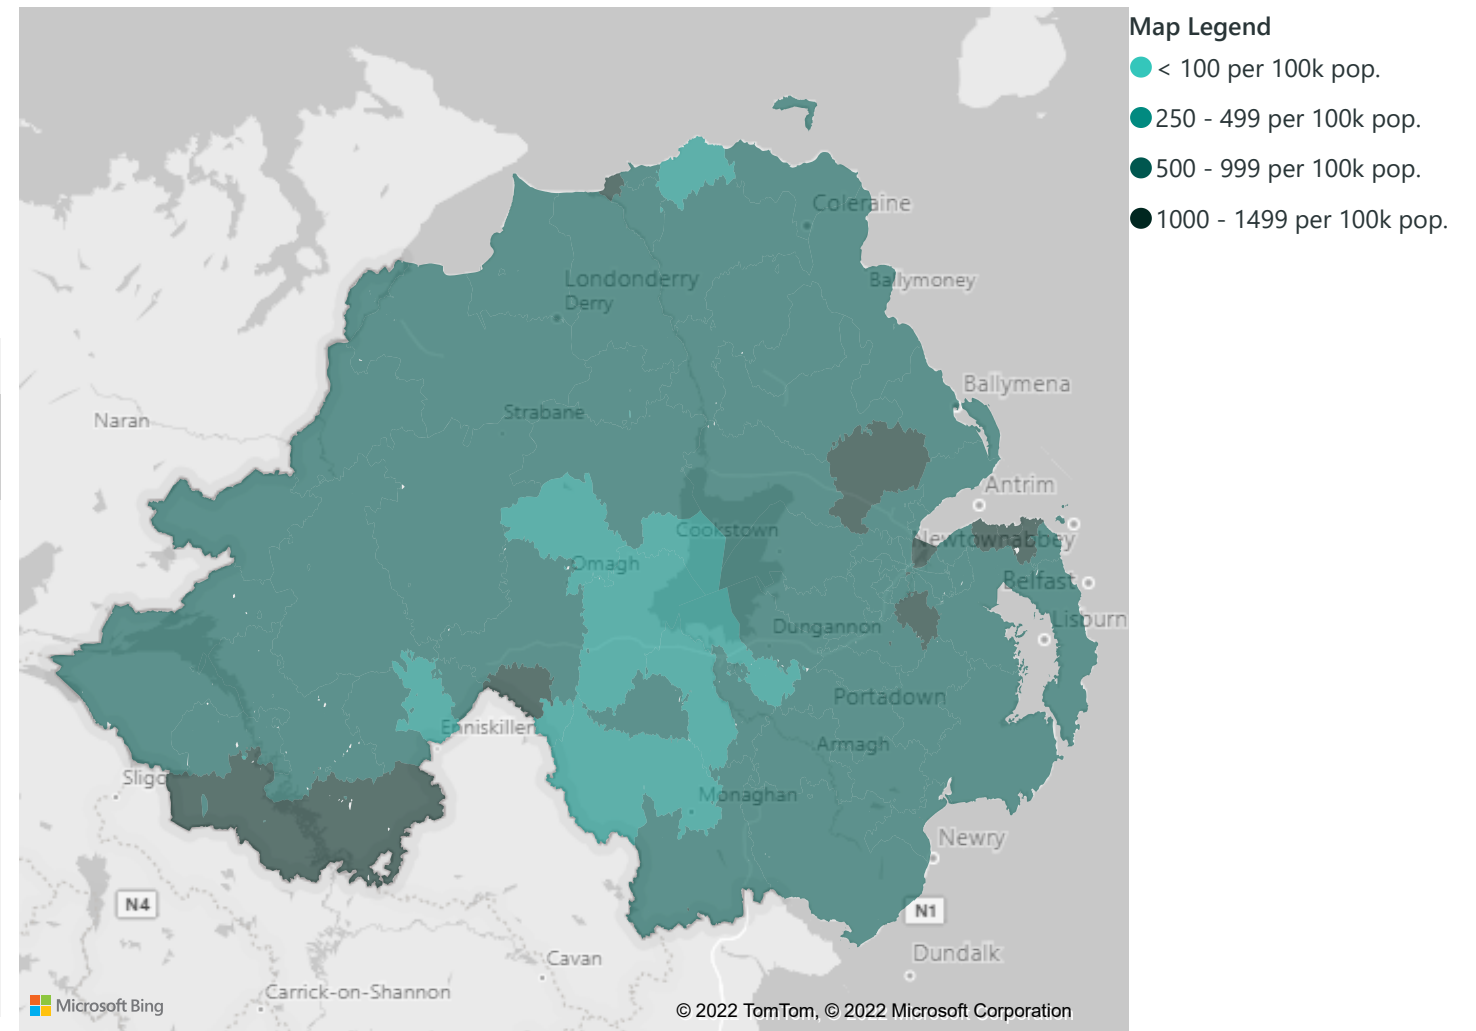 Map Legend
< 100 per 100k pop.
250 - 499 per 100k pop.
500 - 999 per 100k pop.
1000 - 1499 per 100k pop.
Coleraine
Londonderry
Derry
Ballymoney
Ballymena
Strabane
Naran
Antrim
Cookstown
Newtownabbey
Omagh
Belfast
Lisburn
Dungannon
Portadown
Enniskillen
Armagh
Sligo
Monaghan
Newry
N4
N1
Dundalk
Cavan
Carrick-on-Shannon
Microsoft Bing
© 2022 TomTom, © 2022 Microsoft Corporation